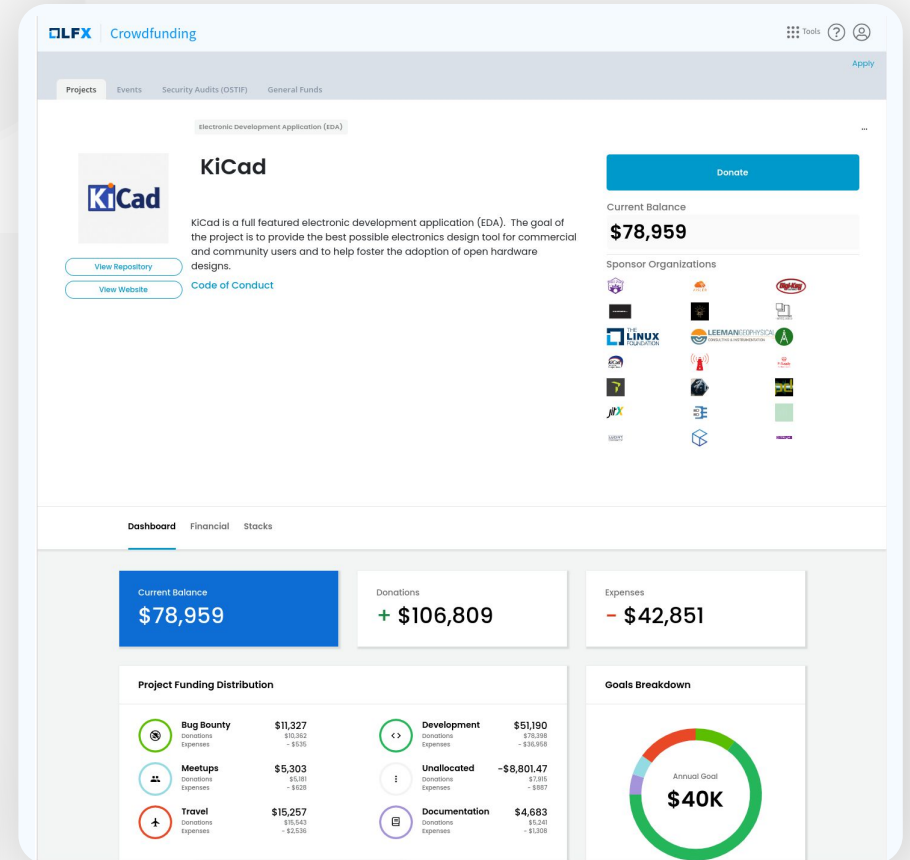 LFX Crowdfunding
Tools ?
Apply
Projects Events Security Audits (OSTIF) General Funds
Electronic Development Application (EDA)
...
KiCad
KiCad
Donate
Current Balance
$78,959
KiCad is a full featured electronic development application (EDA). The goal of
the project is to provide the best possible electronics design tool for commercial
and community users and to help foster the adoption of open hardware
designs.
Code of Conduct
View Repository
View Website
Sponsor Organizations
Digi-Key
THE
LINUX
FOUNDATION
LEEMANGEOPHYSICAL
CONSULTING & INSTRUMENTATION
KiCad
jitX
Dashboard Financial Stacks
Current Balance
$78,959
Donations
+ $106,809
Expenses
- $42,851
Project Funding Distribution
Bug Bounty $11,327
Donations $10,362
Expenses - $535
Development $51,190
Donations $78,398
Expenses - $36,958
Meetups $5,303
Donations $5,181
Expenses - $628
Unallocated -$8,801.47
Donations $7,915
Expenses - $887
Travel $15,257
Donations $15,543
Expenses - $2,536
Documentation $4,683
Donations $5,241
Expenses - $1,308
Goals Breakdown
Annual Goal
$40K